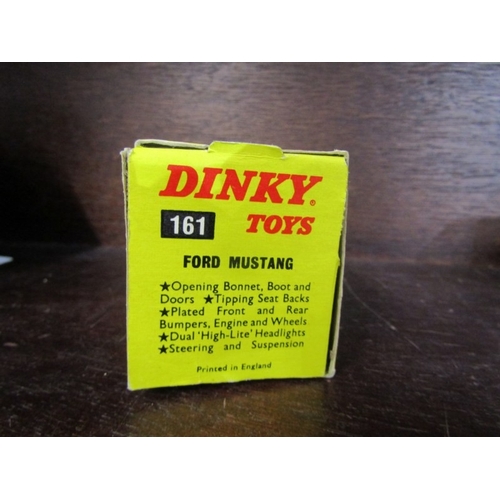 DINKY®
161 TOYS
FORD MUSTANG
★Opening Bonnet, Boot and
Doors ★Tipping Seat Backs
★Plated Front and Rear
Bumpers, Engine and Wheels
★Dual 'High-Lite' Headlights
★Steering and Suspension
Printed in England